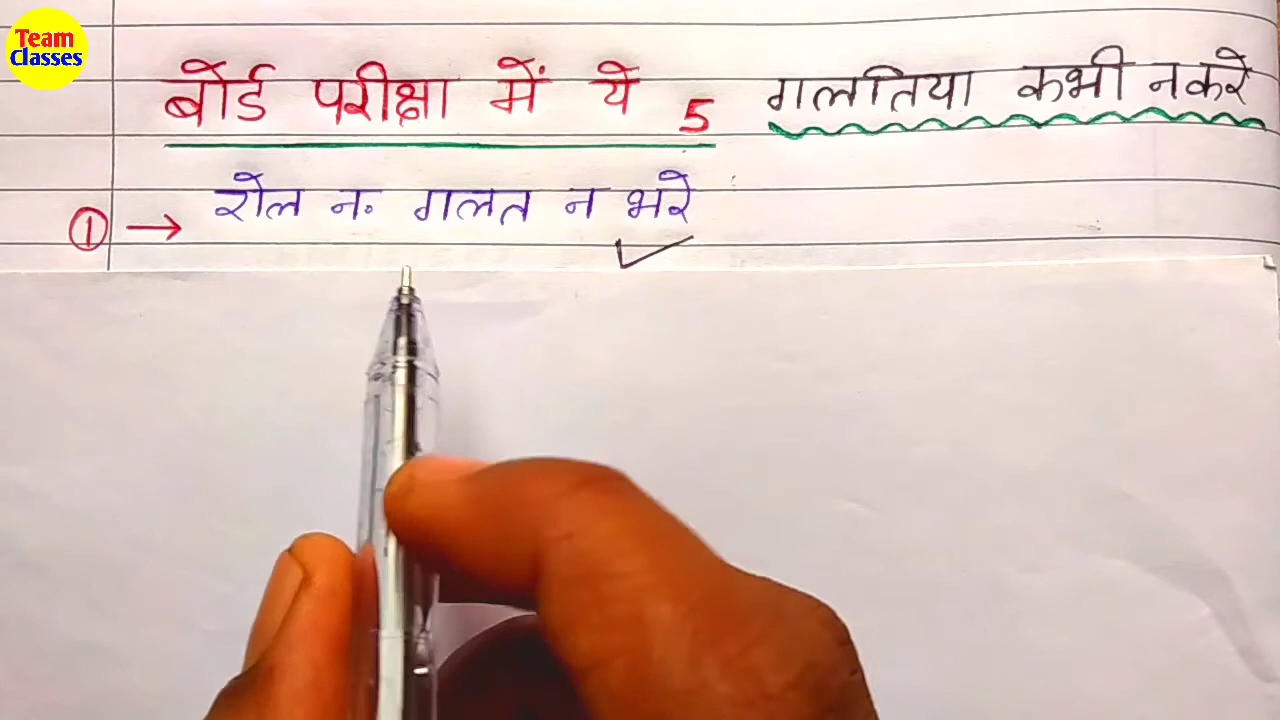 Team
Classes
बोर्ड परीक्षा में ये 5 गलतिया कभी न करे
① → रोल न॰ गलत न भरे